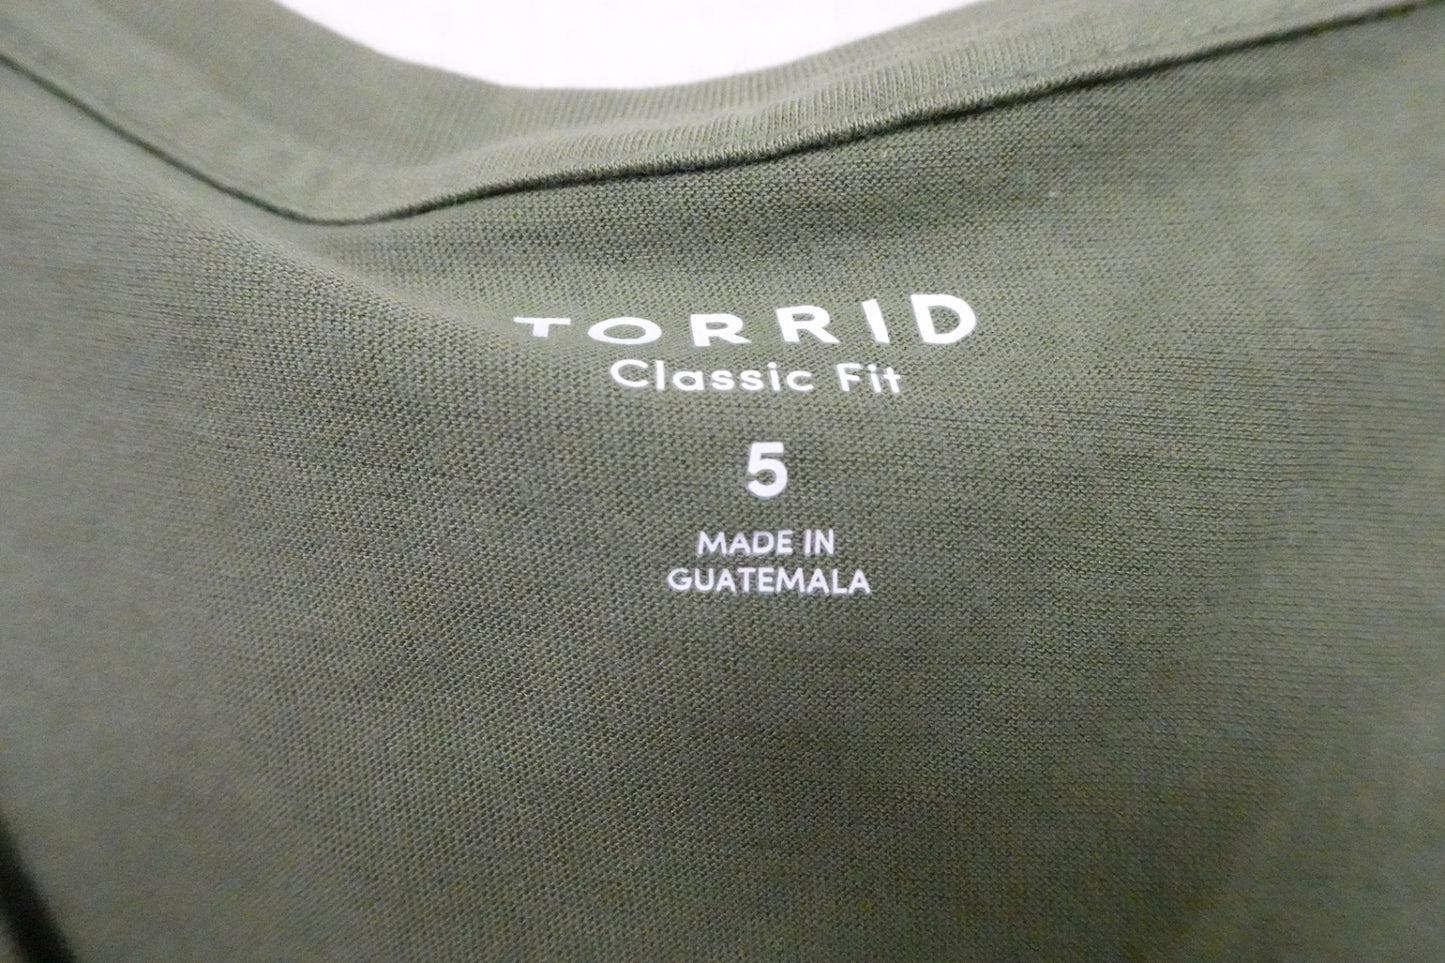 TORRID
Classic Fit
5
MADE IN
GUATEMALA